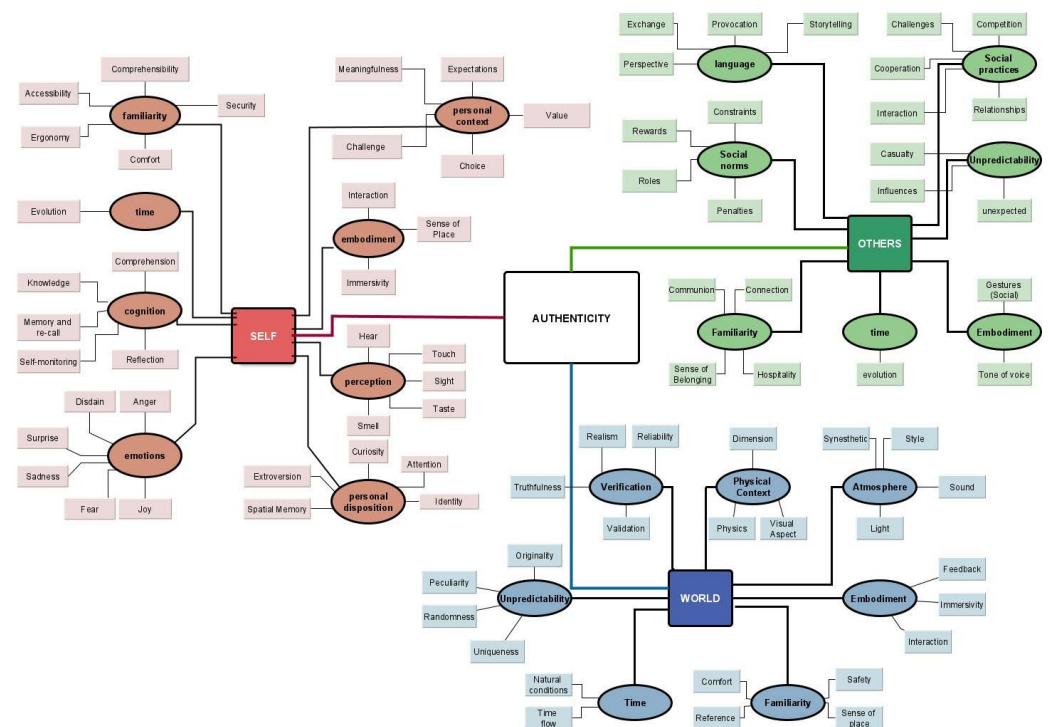 Exchange
Provocation
Storytelling
Perspective
language
Challenges
Competition
Cooperation
Social
practices
Interaction
Relationships
Constraints
Rewards
Social
norms
Roles
Penalties
Casualty
Unpredictability
Influences
unexpected
OTHERS
Communion
Connection
Familiarity
Sense of
Belonging
Hospitality
time
evolution
Gestures
(Social)
Embodiment
Tone of voice
Comprehensibility
Accessibility
Security
familiarity
Ergonomy
Comfort
Meaningfulness
Expectations
personal
context
Value
Challenge
Choice
Evolution
time
Interaction
Sense of
Place
embodiment
Immersivity
Comprehension
Knowledge
cognition
Memory and
re-call
Self-monitoring
Reflection
SELF
AUTHENTICITY
Hear
Touch
perception
Sight
Taste
Smell
Disdain
Anger
Surprise
emotions
Sadness
Fear
Joy
Curiosity
Attention
Extroversion
personal
disposition
Identity
Spatial Memory
Realism
Reliability
Truthfulness
Verification
Validation
Dimension
Physical
Context
Physics
Visual
Aspect
Synesthetic
Style
Atmosphere
Sound
Light
Originality
Peculiarity
Unpredictability
Randomness
Uniqueness
WORLD
Feedback
Embodiment
Immersivity
Interaction
Natural
conditions
Time
Time
flow
Comfort
Safety
Familiarity
Reference
Sense of
place